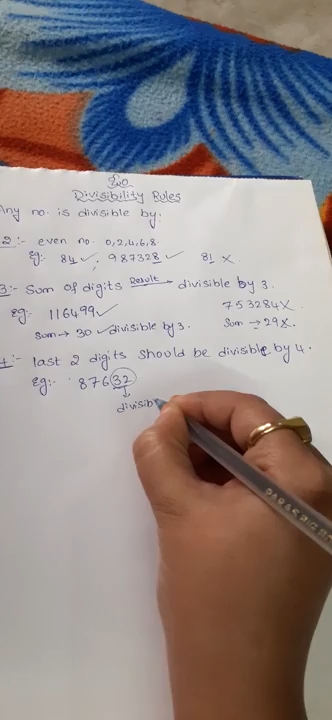 Divisibility Rules
Any no. is divisible by:
2 :- even no. 0,2,4,6,8.
Eg: 84 ✓, 987328 ✓ 81 X.
3 :- Sum of digits Result → divisible by 3.
Eg: 116499 ✓ 753284 X
Sum → 30 ✓ divisible by 3. Sum → 29 X.
4 :- last 2 digits should be divisible by 4.
Eg: 87632
↓
divisib